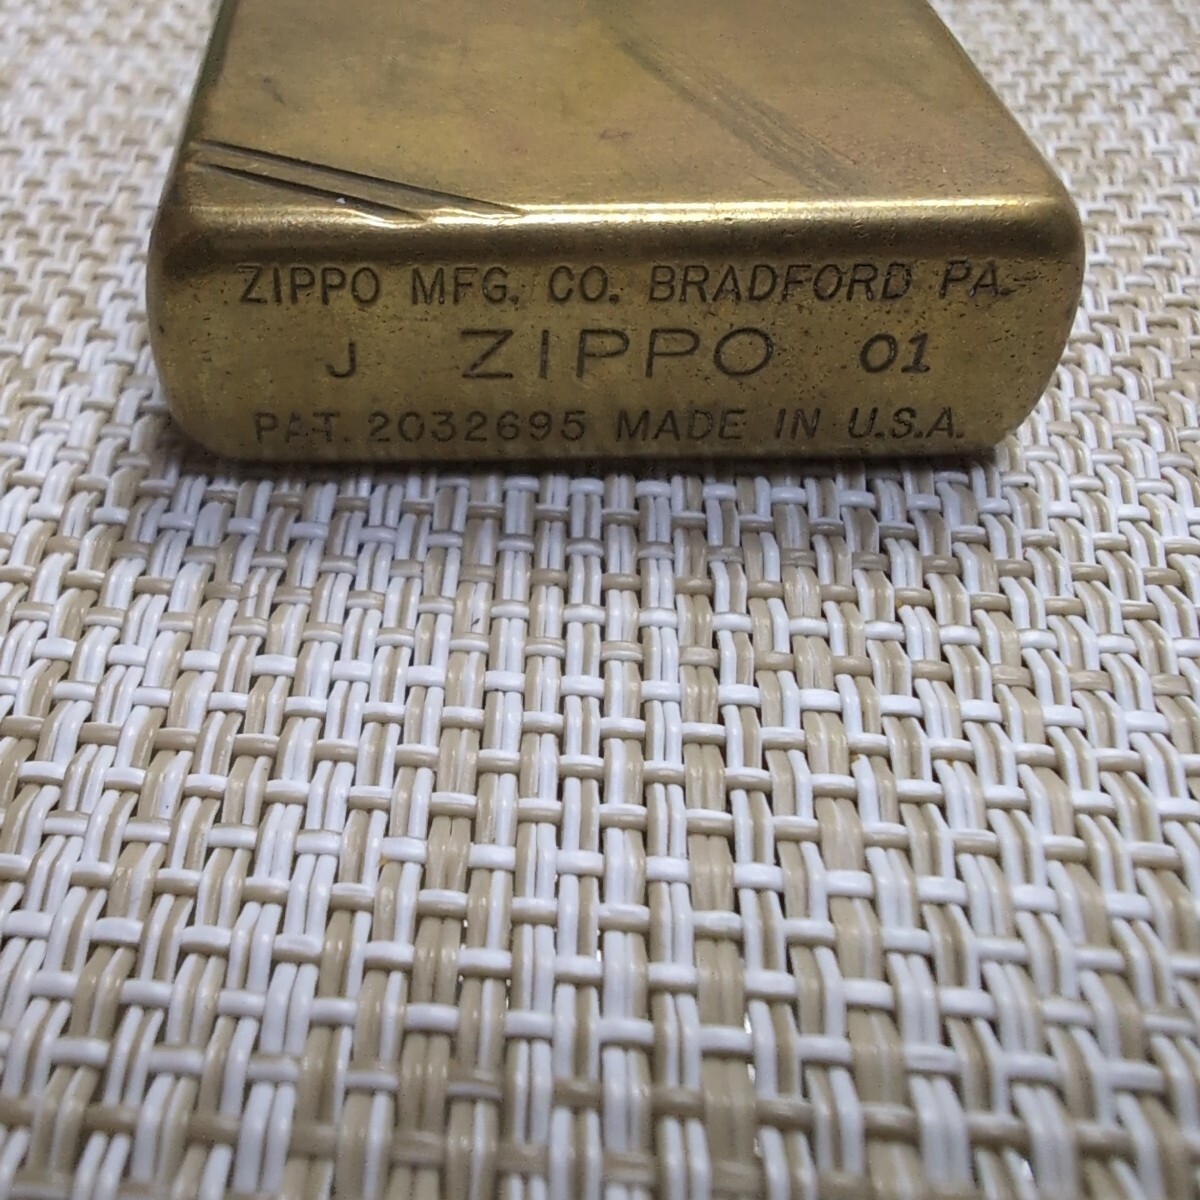 ZIPPO MFG. CO. BRADFORD PA.
J ZIPPO 01
PAT. 2032695 MADE IN U.S.A.